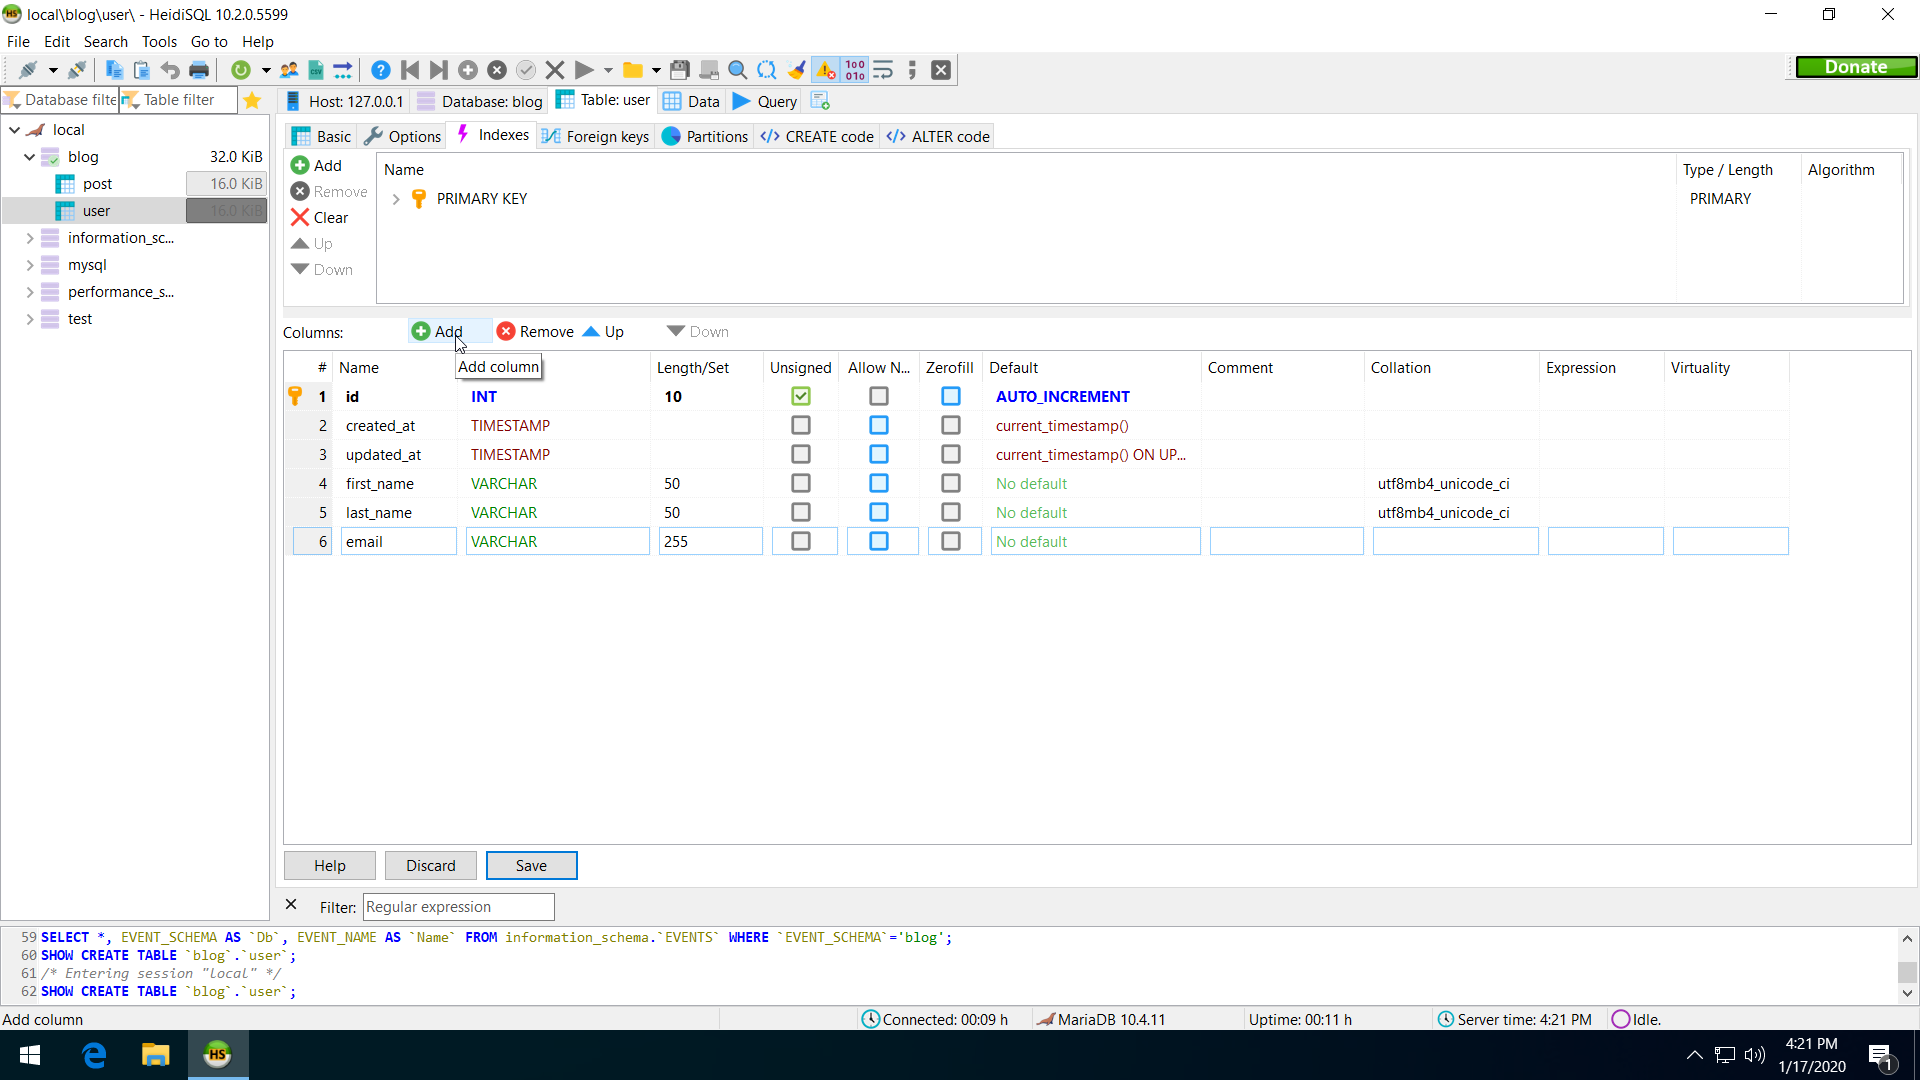 local\blog\user\ - HeidiSQL 10.2.0.5599
File Edit Search Tools Go to Help
Donate
Database filte Table filter
Host: 127.0.0.1 Database: blog Table: user Data Query
local
blog 32.0 KiB
post 16.0 KiB
user 16.0 KiB
information_sc...
mysql
performance_s...
test
Basic Options Indexes Foreign keys Partitions CREATE code ALTER code
Add
Remove
Clear
Up
Down
Name Type / Length Algorithm
PRIMARY KEY PRIMARY
Columns: Add Remove Up Down
Add column
# Name Length/Set Unsigned Allow N... Zerofill Default Comment Collation Expression Virtuality
1 id INT 10 AUTO_INCREMENT
2 created_at TIMESTAMP current_timestamp()
3 updated_at TIMESTAMP current_timestamp() ON UP...
4 first_name VARCHAR 50 No default utf8mb4_unicode_ci
5 last_name VARCHAR 50 No default utf8mb4_unicode_ci
6 email VARCHAR 255 No default
Help Discard Save
Filter: Regular expression
59 SELECT *, EVENT_SCHEMA AS `Db`, EVENT_NAME AS `Name` FROM information_schema.`EVENTS` WHERE `EVENT_SCHEMA`='blog';
60 SHOW CREATE TABLE `blog`.`user`;
61 /* Entering session "local" */
62 SHOW CREATE TABLE `blog`.`user`;
Add column Connected: 00:09 h MariaDB 10.4.11 Uptime: 00:11 h Server time: 4:21 PM Idle.
HS
4:21 PM
1/17/2020
1